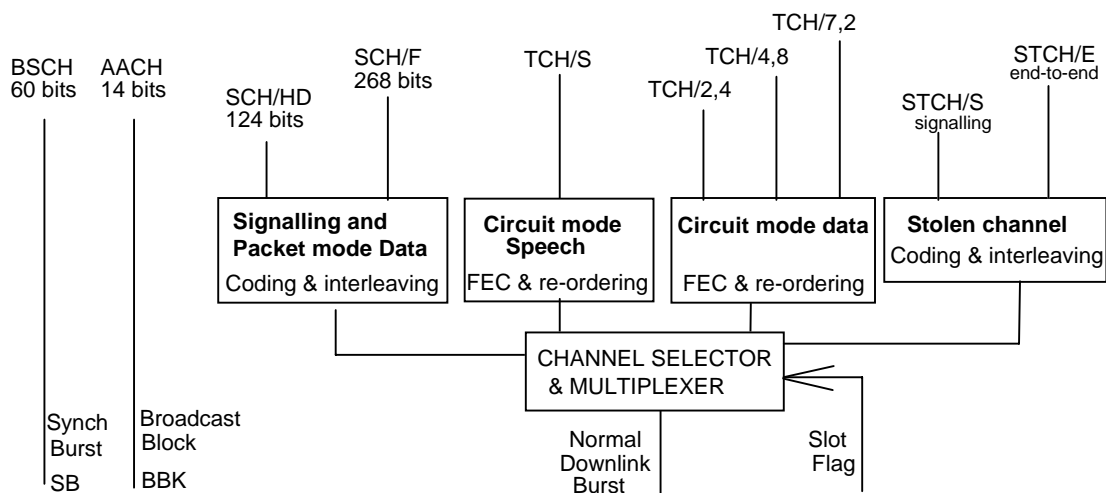 BSCH
60 bits
AACH
14 bits
SCH/HD
124 bits
SCH/F
268 bits
TCH/S
TCH/2,4
TCH/4,8
TCH/7,2
STCH/S
signalling
STCH/E
end-to-end
Signalling and
Packet mode Data
Coding & interleaving
Circuit mode
Speech
FEC & re-ordering
Circuit mode data
FEC & re-ordering
Stolen channel
Coding & interleaving
CHANNEL SELECTOR
& MULTIPLEXER
Synch
Burst
SB
Broadcast
Block
BBK
Normal
Downlink
Burst
Slot
Flag